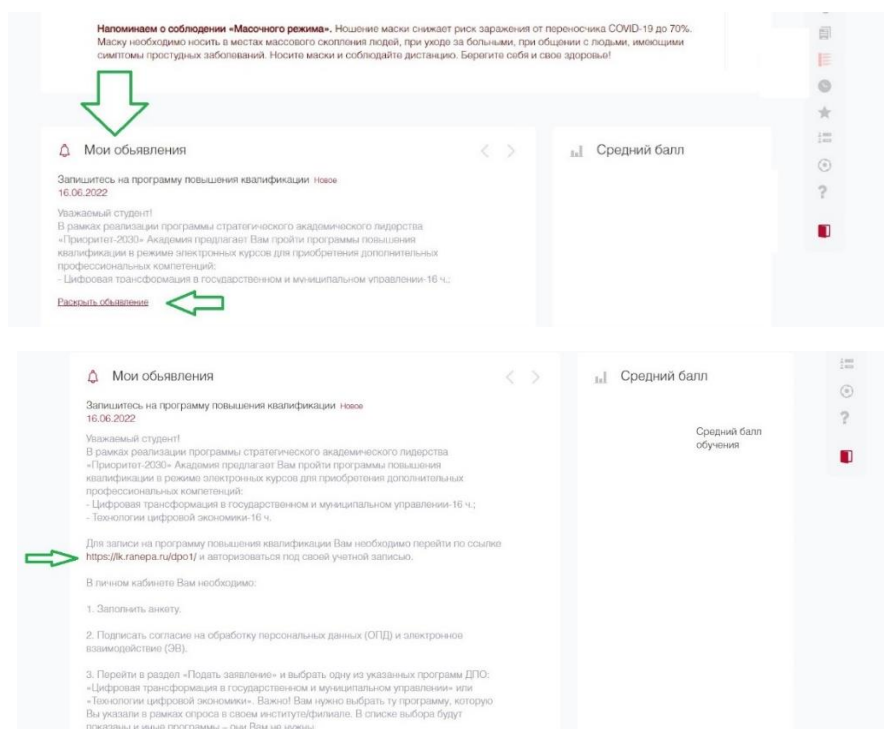 Напоминаем о соблюдении «Масочного режима». Ношение маски снижает риск заражения от переносчика COVID-19 до 70%.
Маску необходимо носить в местах массового скопления людей, при уходе за больными, при общении с людьми, имеющими
симптомы простудных заболеваний. Носите маски и соблюдайте дистанцию. Берегите себя и свое здоровье!
Мои объявления
Средний балл
Запишитесь на программу повышения квалификации Новое
16.06.2022
Уважаемый студент!
В рамках реализации программы стратегического академического лидерства
«Приоритет-2030» Академия предлагает Вам пройти программы повышения
квалификации в режиме электронных курсов для приобретения дополнительных
профессиональных компетенций:
- Цифровая трансформация в государственном и муниципальном управлении-16 ч.;
Раскрыть объявление
Мои объявления
Средний балл
Запишитесь на программу повышения квалификации Новое
16.06.2022
Средний балл
обучения
Уважаемый студент!
В рамках реализации программы стратегического академического лидерства
«Приоритет-2030» Академия предлагает Вам пройти программы повышения
квалификации в режиме электронных курсов для приобретения дополнительных
профессиональных компетенций:
- Цифровая трансформация в государственном и муниципальном управлении-16 ч.;
- Технологии цифровой экономики-16 ч.
Для записи на программу повышения квалификации Вам необходимо перейти по ссылке
https://lk.ranepa.ru/dpo1/ и авторизоваться под своей учетной записью.
В личном кабинете Вам необходимо:
1. Заполнить анкету.
2. Подписать согласие на обработку персональных данных (ОПД) и электронное
взаимодействие (ЭВ).
3. Перейти в раздел «Подать заявление» и выбрать одну из указанных программ ДПО:
«Цифровая трансформация в государственном и муниципальном управлении» или
«Технологии цифровой экономики». Важно! Вам нужно выбрать ту программу, которую
Вы указали в рамках опроса в своем институте/филиале. В списке выбора будут
показаны и иные программы – они Вам не нужны.